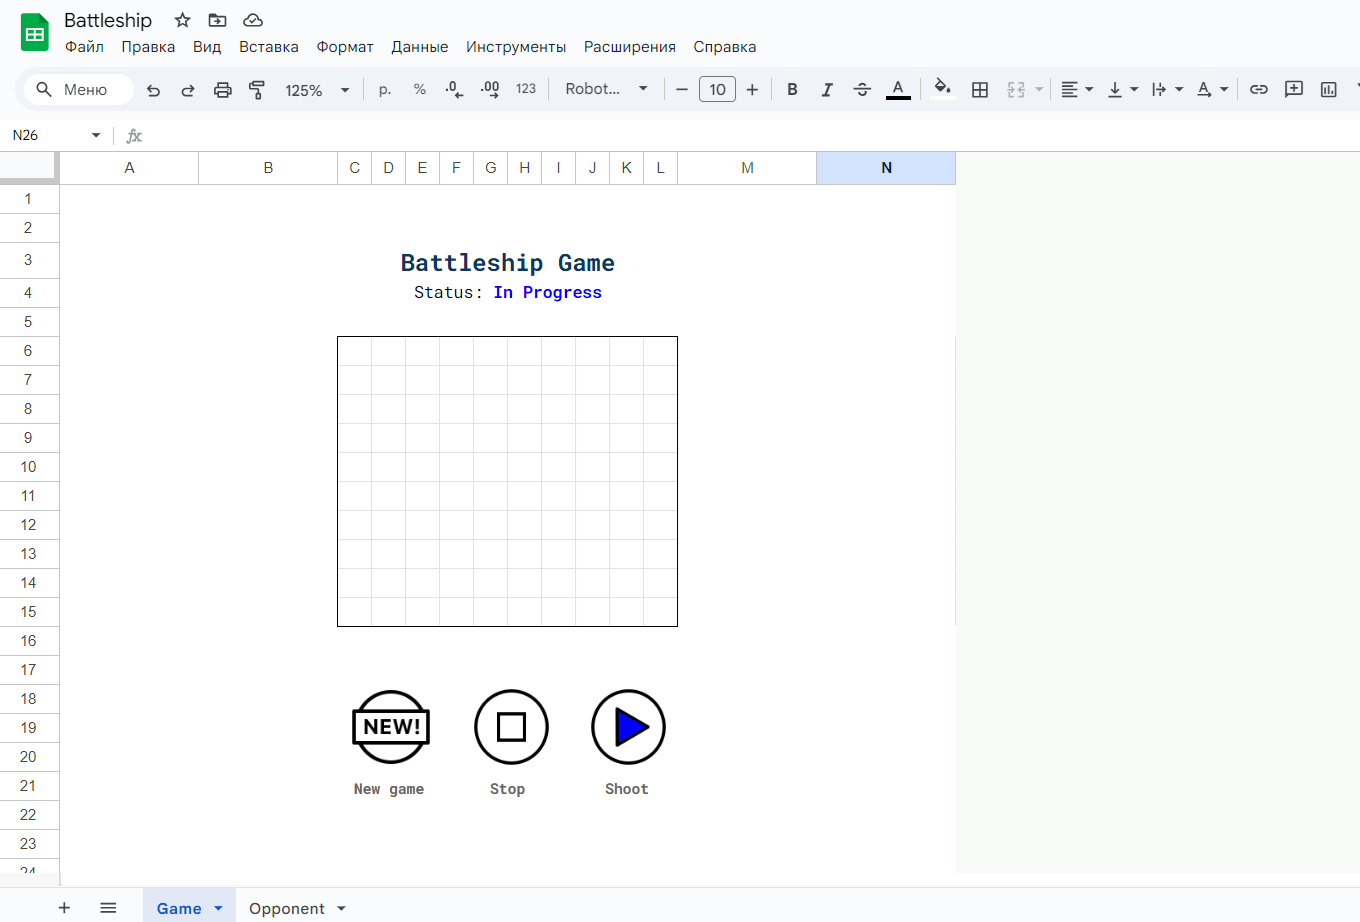 Battleship
Файл Правка Вид Вставка Формат Данные Инструменты Расширения Справка
Меню 125% р. % .0 .00 123 Robot... 10 B I A A
N26 fx
A B C D E F G H I J K L M N
1
2
3 Battleship Game
4 Status: In Progress
5
6
7
8
9
10
11
12
13
14
15
16
17
18
19 NEW!
20
21 New game Stop Shoot
22
23
24
Game Opponent